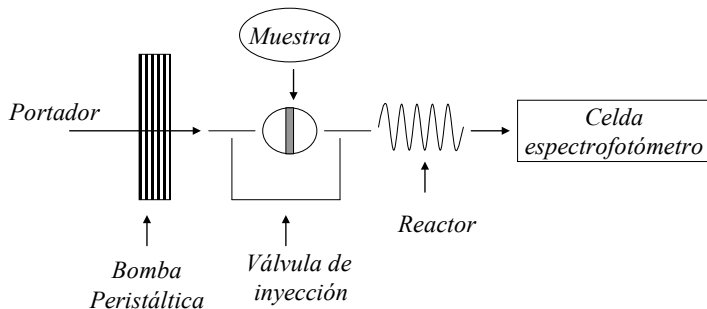 Muestra
Portador
Celda
espectrofotómetro
Reactor
Bomba
Peristáltica
Válvula de
inyección